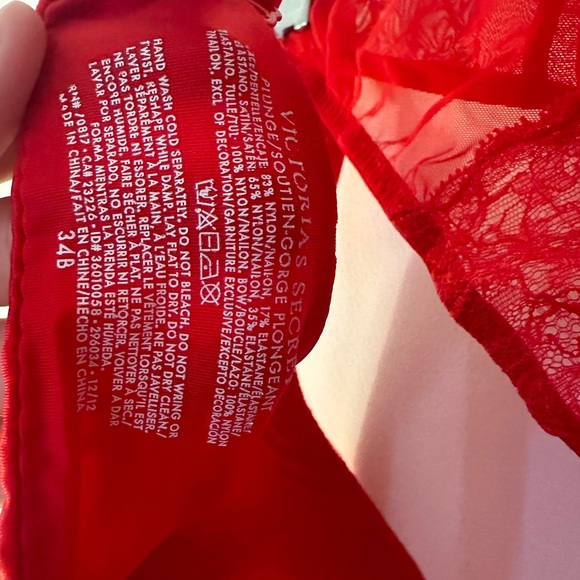 VICTORIA'S SECRET
PLUNGE/SOUTIEN-GORGE PLONGEANT
DENTELLE/ENCAJE: 83% NYLON/NAILON, 17% ELASTANE/ELASTANO,
SATIN/SATÉN: 65% NYLON/NAILON, 35% ELASTANE/
ELASTANO, TULLE/TUL: 100% NYLON/NAILON, BOW/BOUCLE/LAZO: 100% NYLON
/NAILON, EXCL. OF DECORATION/GARNITURE EXCLUSIVE/EXCEPTO DECORACIÓN
HAND WASH COLD SEPARATELY. DO NOT BLEACH. DO NOT WRING OR
TWIST. RESHAPE WHILE DAMP. LAY FLAT TO DRY. DO NOT DRY CLEAN./
LAVER SÉPARÉMENT À LA MAIN, À L'EAU FROIDE. NE PAS JAVELLISER.
NE PAS TORDRE NI ESSORER. REPLACER LE VÊTEMENT LORSQU'IL EST
ENCORE HUMIDE. FAIRE SÉCHER À PLAT. NE PAS NETTOYER À SEC./
LAVAR POR SEPARADO. NO ESCURRIR NI RETORCER. VOLVER A DAR
FORMA MIENTRAS LA PRENDA ESTÉ HÚMEDA.
RN# 70877 • CA# 23226 • ID# 36010058 - 296034 • 12/12
MADE IN CHINA/FAIT EN CHINE/HECHO EN CHINA
34B